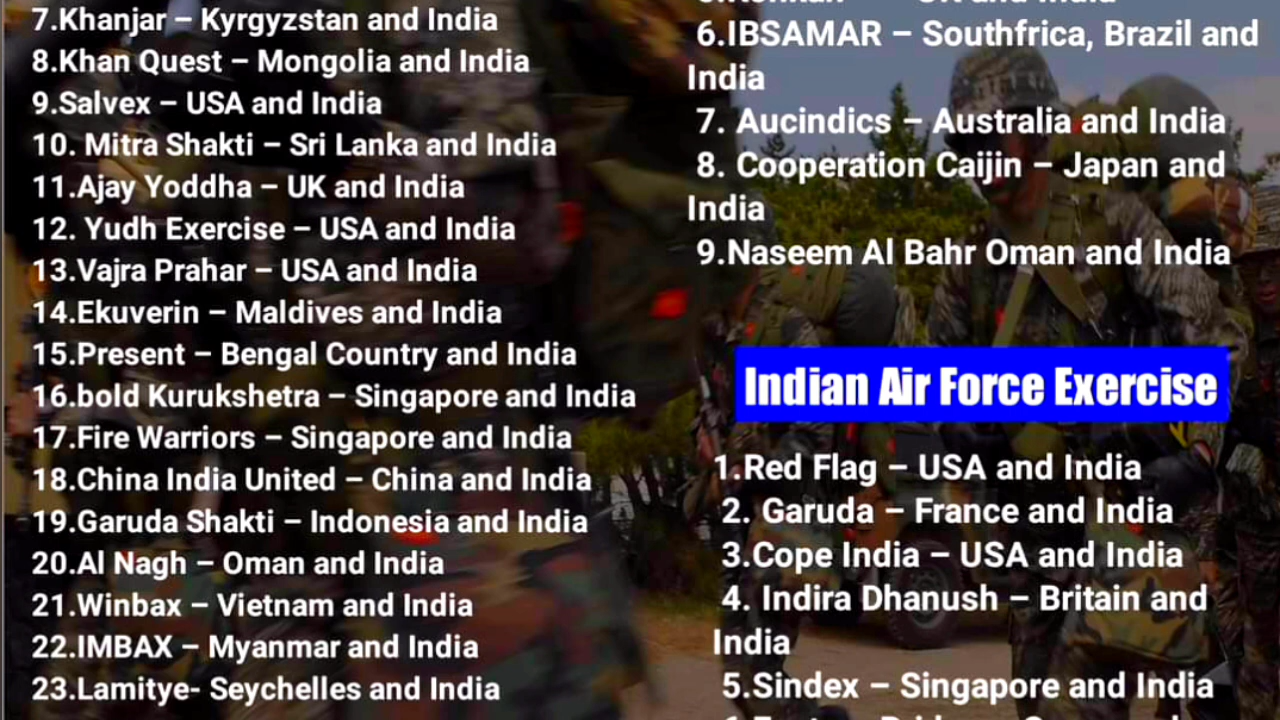 7.Khanjar – Kyrgyzstan and India
8.Khan Quest – Mongolia and India
9.Salvex – USA and India
10. Mitra Shakti – Sri Lanka and India
11.Ajay Yoddha – UK and India
12. Yudh Exercise – USA and India
13.Vajra Prahar – USA and India
14.Ekuverin – Maldives and India
15.Present – Bengal Country and India
16.bold Kurukshetra – Singapore and India
17.Fire Warriors – Singapore and India
18.China India United – China and India
19.Garuda Shakti – Indonesia and India
20.Al Nagh – Oman and India
21.Winbax – Vietnam and India
22.IMBAX – Myanmar and India
23.Lamitye- Seychelles and India
6.IBSAMAR – Southfrica, Brazil and
India
7. Aucindics – Australia and India
8. Cooperation Caijin – Japan and
India
9.Naseem Al Bahr Oman and India
Indian Air Force Exercise
1.Red Flag – USA and India
2. Garuda – France and India
3.Cope India – USA and India
4. Indira Dhanush – Britain and
India
5.Sindex – Singapore and India